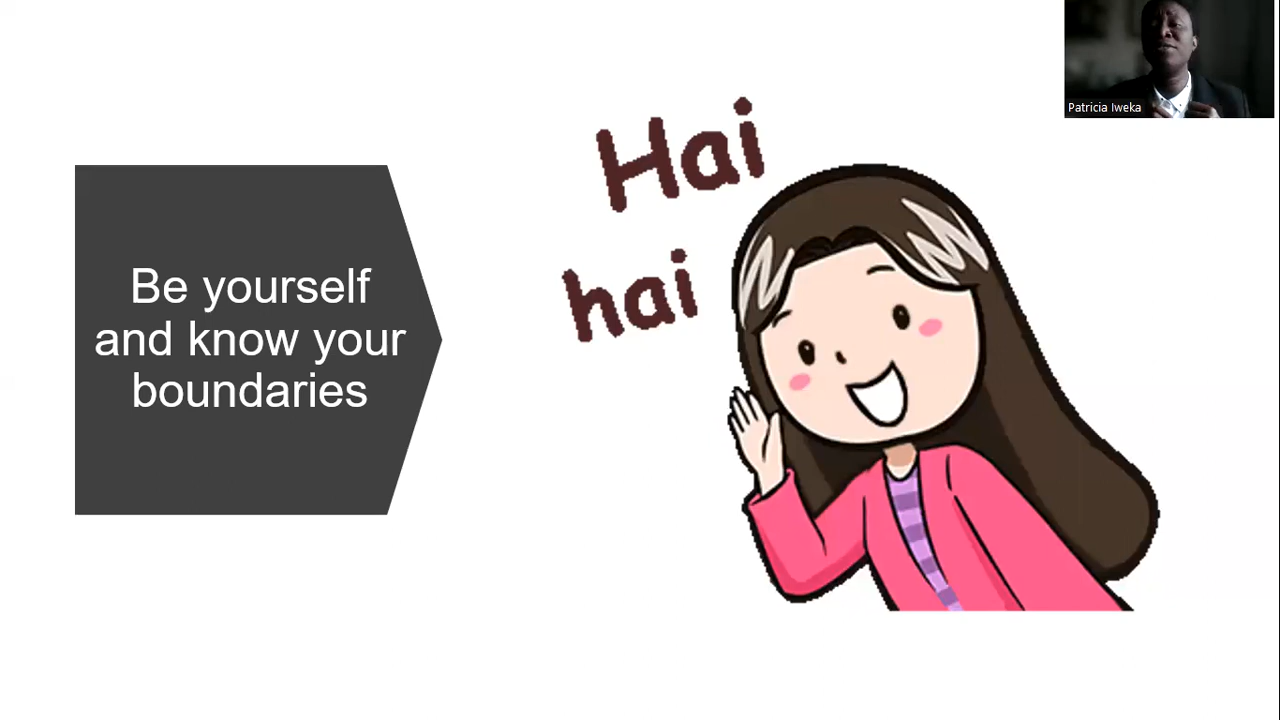 Be yourself
and know your
boundaries
Hai
hai
Patricia Iweka